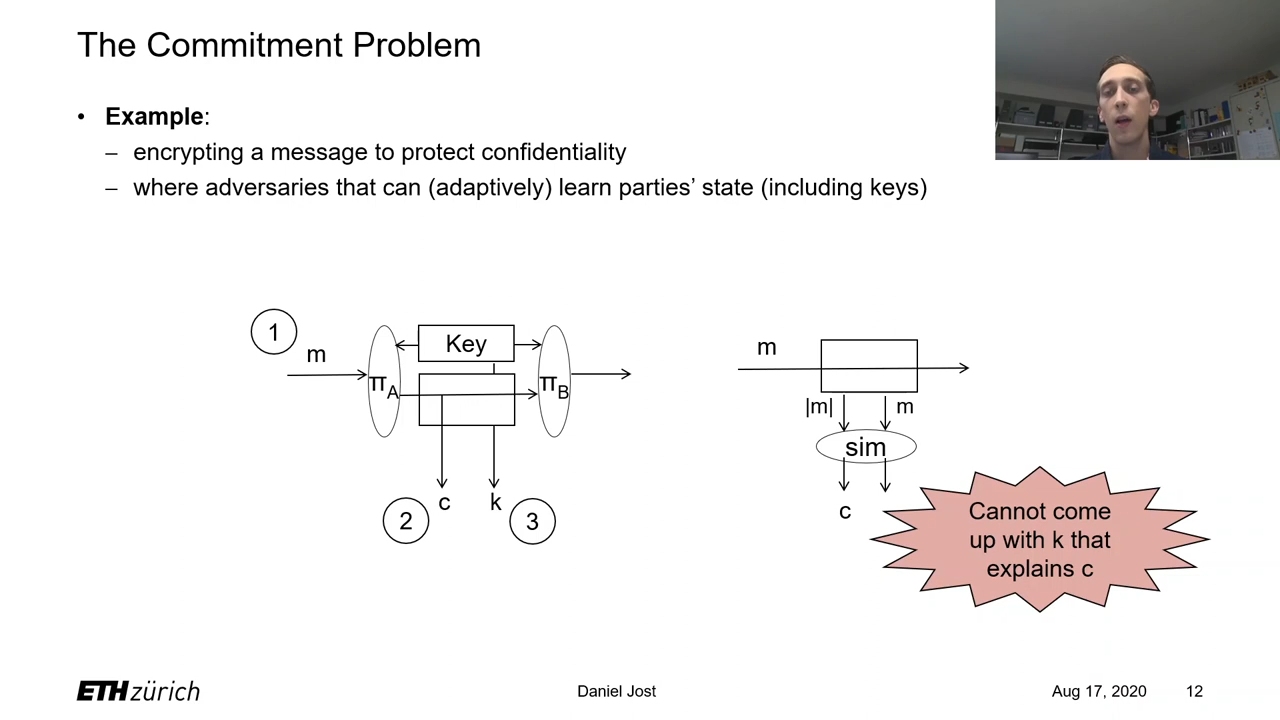 The Commitment Problem
• Example:
– encrypting a message to protect confidentiality
– where adversaries that can (adaptively) learn parties’ state (including keys)
1
m
Key
πA
πB
c
k
2
3
m
|m|
m
sim
c
Cannot come
up with k that
explains c
ETH zürich
Daniel Jost
Aug 17, 2020
12